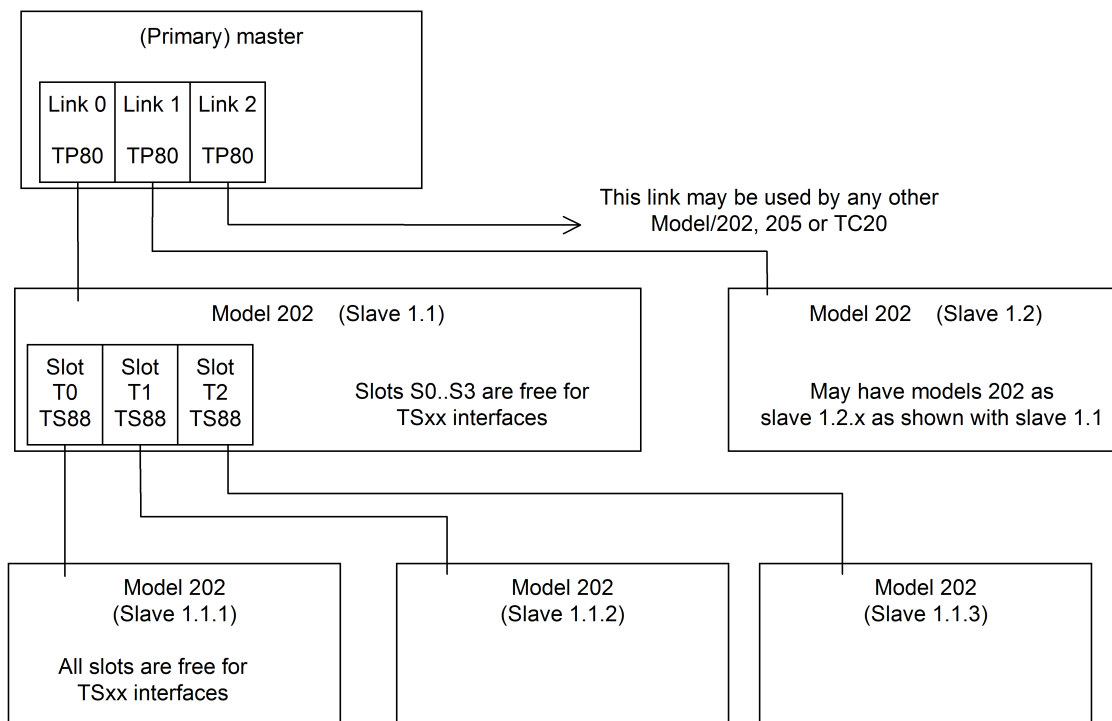 (Primary) master
Link 0 Link 1 Link 2
TP80 TP80 TP80
This link may be used by any other
Model/202, 205 or TC20
Model 202 (Slave 1.1)
Slot Slot Slot
T0 T1 T2
TS88 TS88 TS88
Slots S0..S3 are free for
TSxx interfaces
Model 202 (Slave 1.2)
May have models 202 as
slave 1.2.x as shown with slave 1.1
Model 202
(Slave 1.1.1)
All slots are free for
TSxx interfaces
Model 202
(Slave 1.1.2)
Model 202
(Slave 1.1.3)